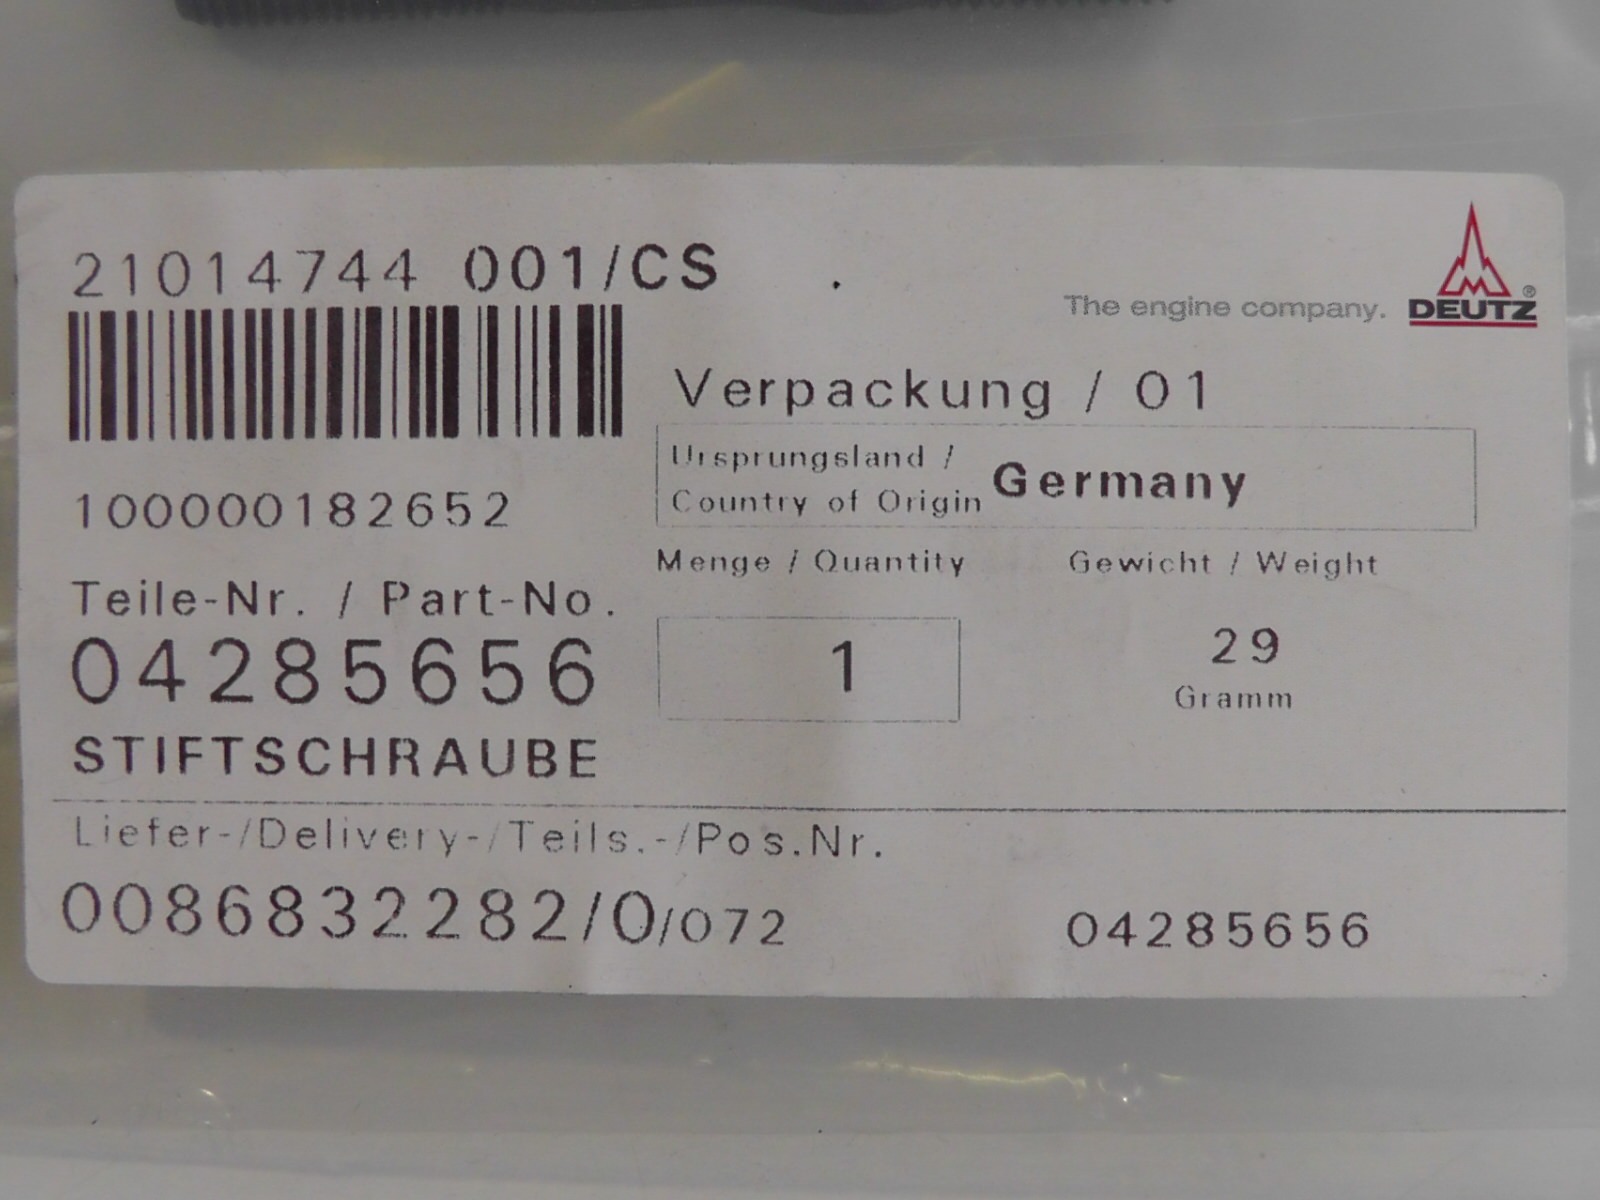 21014744 001/CS
The engine company. DEUTZ®
Verpackung / 01
Ursprungsland /
Country of Origin Germany
100000182652
Menge / Quantity
Gewicht / Weight
Teile-Nr. / Part-No.
04285656
1
29
Gramm
STIFTSCHRAUBE
Liefer-/Delivery-/Teils.-/Pos.Nr.
0086832282/0/072
04285656